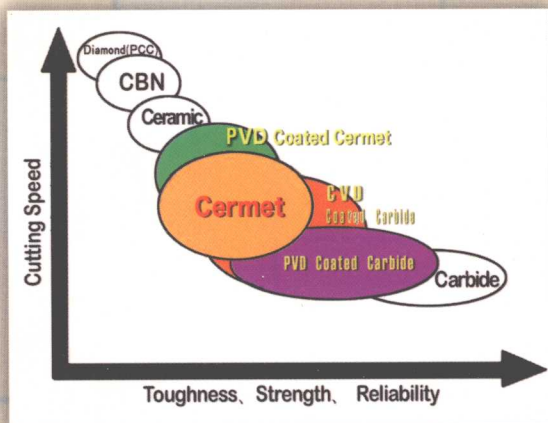 Diamond(PCC)
CBN
Ceramic
PVD Coated Cermet
Cermet
CVD
Coated Carbide
PVD Coated Carbide
Carbide
Cutting Speed
Toughness、Strength、 Reliability